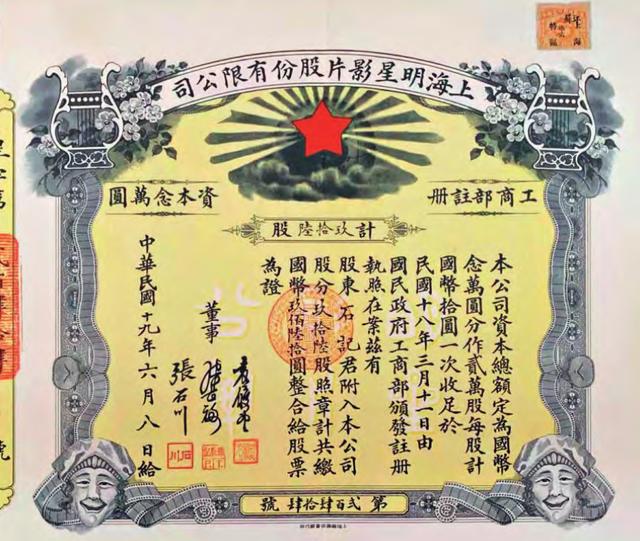 上海明星影片股份有限公司
工商部註册
資本念萬圓
計玖拾陸股
本公司資本總額定為國幣
念萬圓分作貳萬股每股計
國幣拾圓一次收足於
民國十八年三月十一日由
國民政府工商部頒發註册
執照在案茲有
股東石記君附入本公司
股分玖拾陸股照章計共繳
國幣玖佰陸拾圓整合給股票
為證
董事
張石川
中華民國十九年六月八日給
第貳百肆拾肆號
號